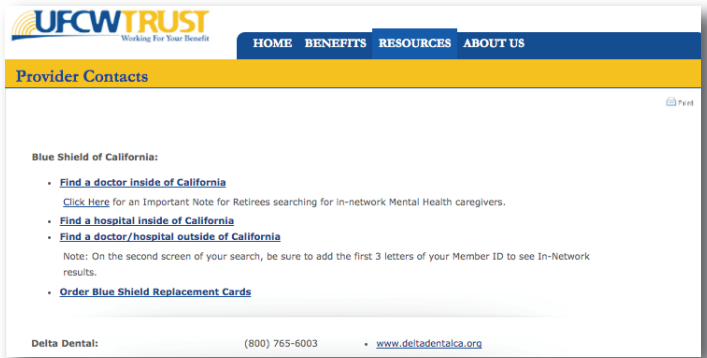 UFCWTRUST
Working For Your Benefit
HOME BENEFITS RESOURCES ABOUT US
Provider Contacts
Print
Blue Shield of California:
• Find a doctor inside of California
Click Here for an Important Note for Retirees searching for in-network Mental Health caregivers.
• Find a hospital inside of California
• Find a doctor/hospital outside of California
Note: On the second screen of your search, be sure to add the first 3 letters of your Member ID to see In-Network
results.
• Order Blue Shield Replacement Cards
Delta Dental: (800) 765-6003 • www.deltadentalca.org